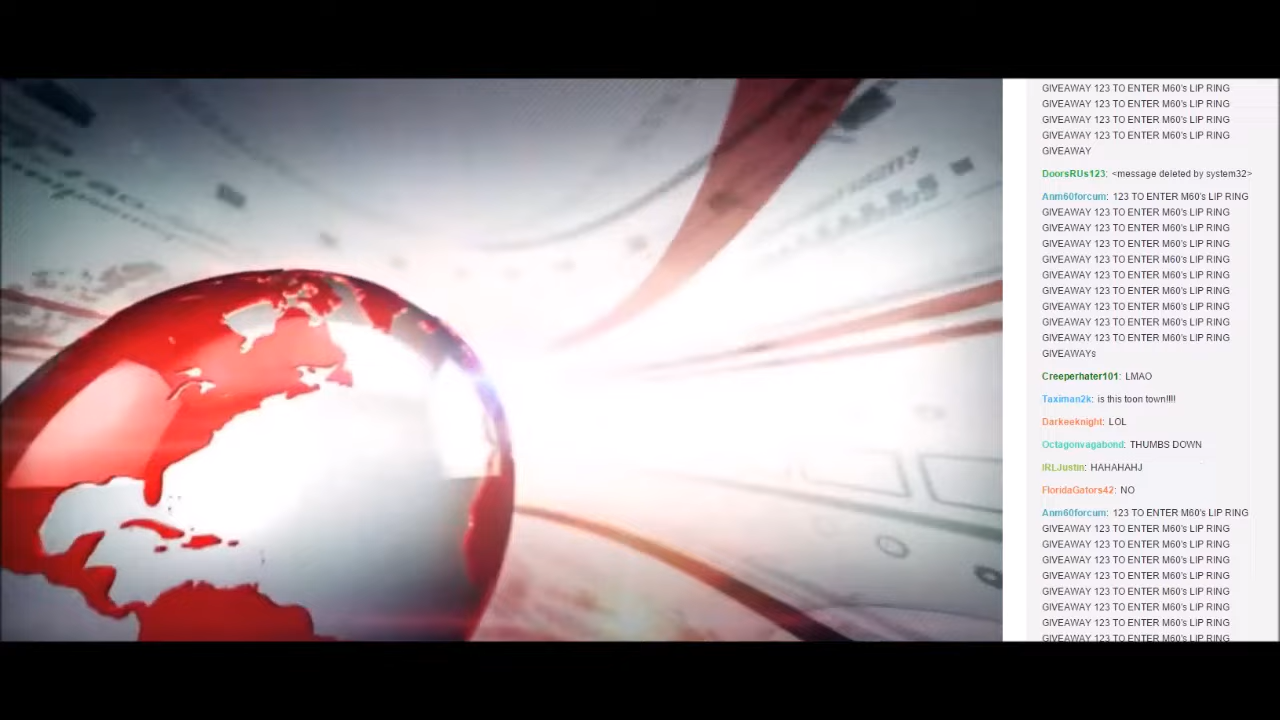 GIVEAWAY 123 TO ENTER M60's LIP RING
GIVEAWAY 123 TO ENTER M60's LIP RING
GIVEAWAY 123 TO ENTER M60's LIP RING
GIVEAWAY 123 TO ENTER M60's LIP RING
GIVEAWAY
DoorsRUs123: <message deleted by system32>
Anm60forcum: 123 TO ENTER M60's LIP RING
GIVEAWAY 123 TO ENTER M60's LIP RING
GIVEAWAY 123 TO ENTER M60's LIP RING
GIVEAWAY 123 TO ENTER M60's LIP RING
GIVEAWAY 123 TO ENTER M60's LIP RING
GIVEAWAY 123 TO ENTER M60's LIP RING
GIVEAWAY 123 TO ENTER M60's LIP RING
GIVEAWAY 123 TO ENTER M60's LIP RING
GIVEAWAY 123 TO ENTER M60's LIP RING
GIVEAWAY 123 TO ENTER M60's LIP RING
GIVEAWAYs
Creeperhater101: LMAO
Taximan2k: is this toon town!!!!
Darkeeknight: LOL
Octagonvagabond: THUMBS DOWN
IRLJustin: HAHAHAHJ
FloridaGators42: NO
Anm60forcum: 123 TO ENTER M60's LIP RING
GIVEAWAY 123 TO ENTER M60's LIP RING
GIVEAWAY 123 TO ENTER M60's LIP RING
GIVEAWAY 123 TO ENTER M60's LIP RING
GIVEAWAY 123 TO ENTER M60's LIP RING
GIVEAWAY 123 TO ENTER M60's LIP RING
GIVEAWAY 123 TO ENTER M60's LIP RING
GIVEAWAY 123 TO ENTER M60's LIP RING
GIVEAWAY 123 TO ENTER M60's LIP RING